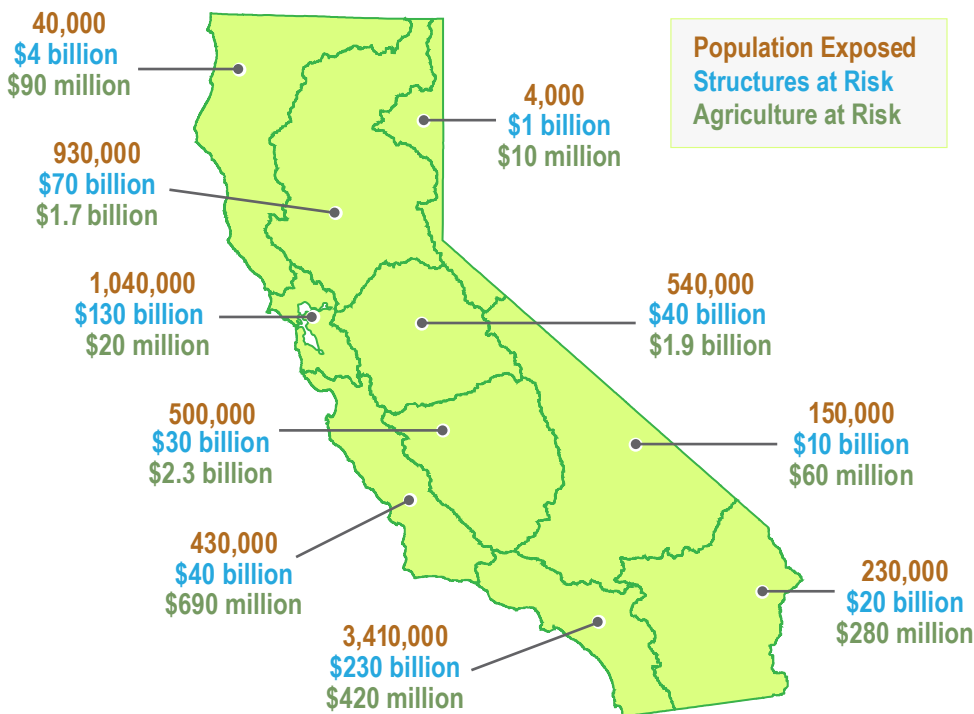 40,000
$4 billion
$90 million
Population Exposed
Structures at Risk
Agriculture at Risk
4,000
$1 billion
$10 million
930,000
$70 billion
$1.7 billion
1,040,000
$130 billion
$20 million
540,000
$40 billion
$1.9 billion
500,000
$30 billion
$2.3 billion
150,000
$10 billion
$60 million
430,000
$40 billion
$690 million
230,000
$20 billion
$280 million
3,410,000
$230 billion
$420 million